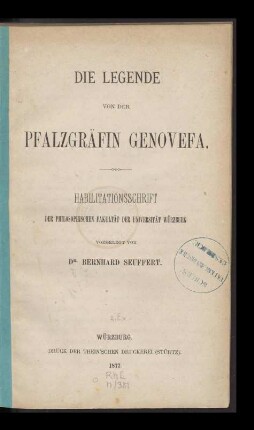 DIE LEGENDE
VON DER
PFALZGRÄFIN GENOVEFA.
HABILITATIONSSCHRIFT
DER PHILOSOPHISCHEN FAKULTÄT DER UNIVERSITÄT WÜRZBURG
VORGELEGT VON
DR. BERNHARD SEUFFERT.
WÜRZBURG.
DRUCK DER THEIN'SCHEN DRUCKEREI (STÜRTZ).
1877